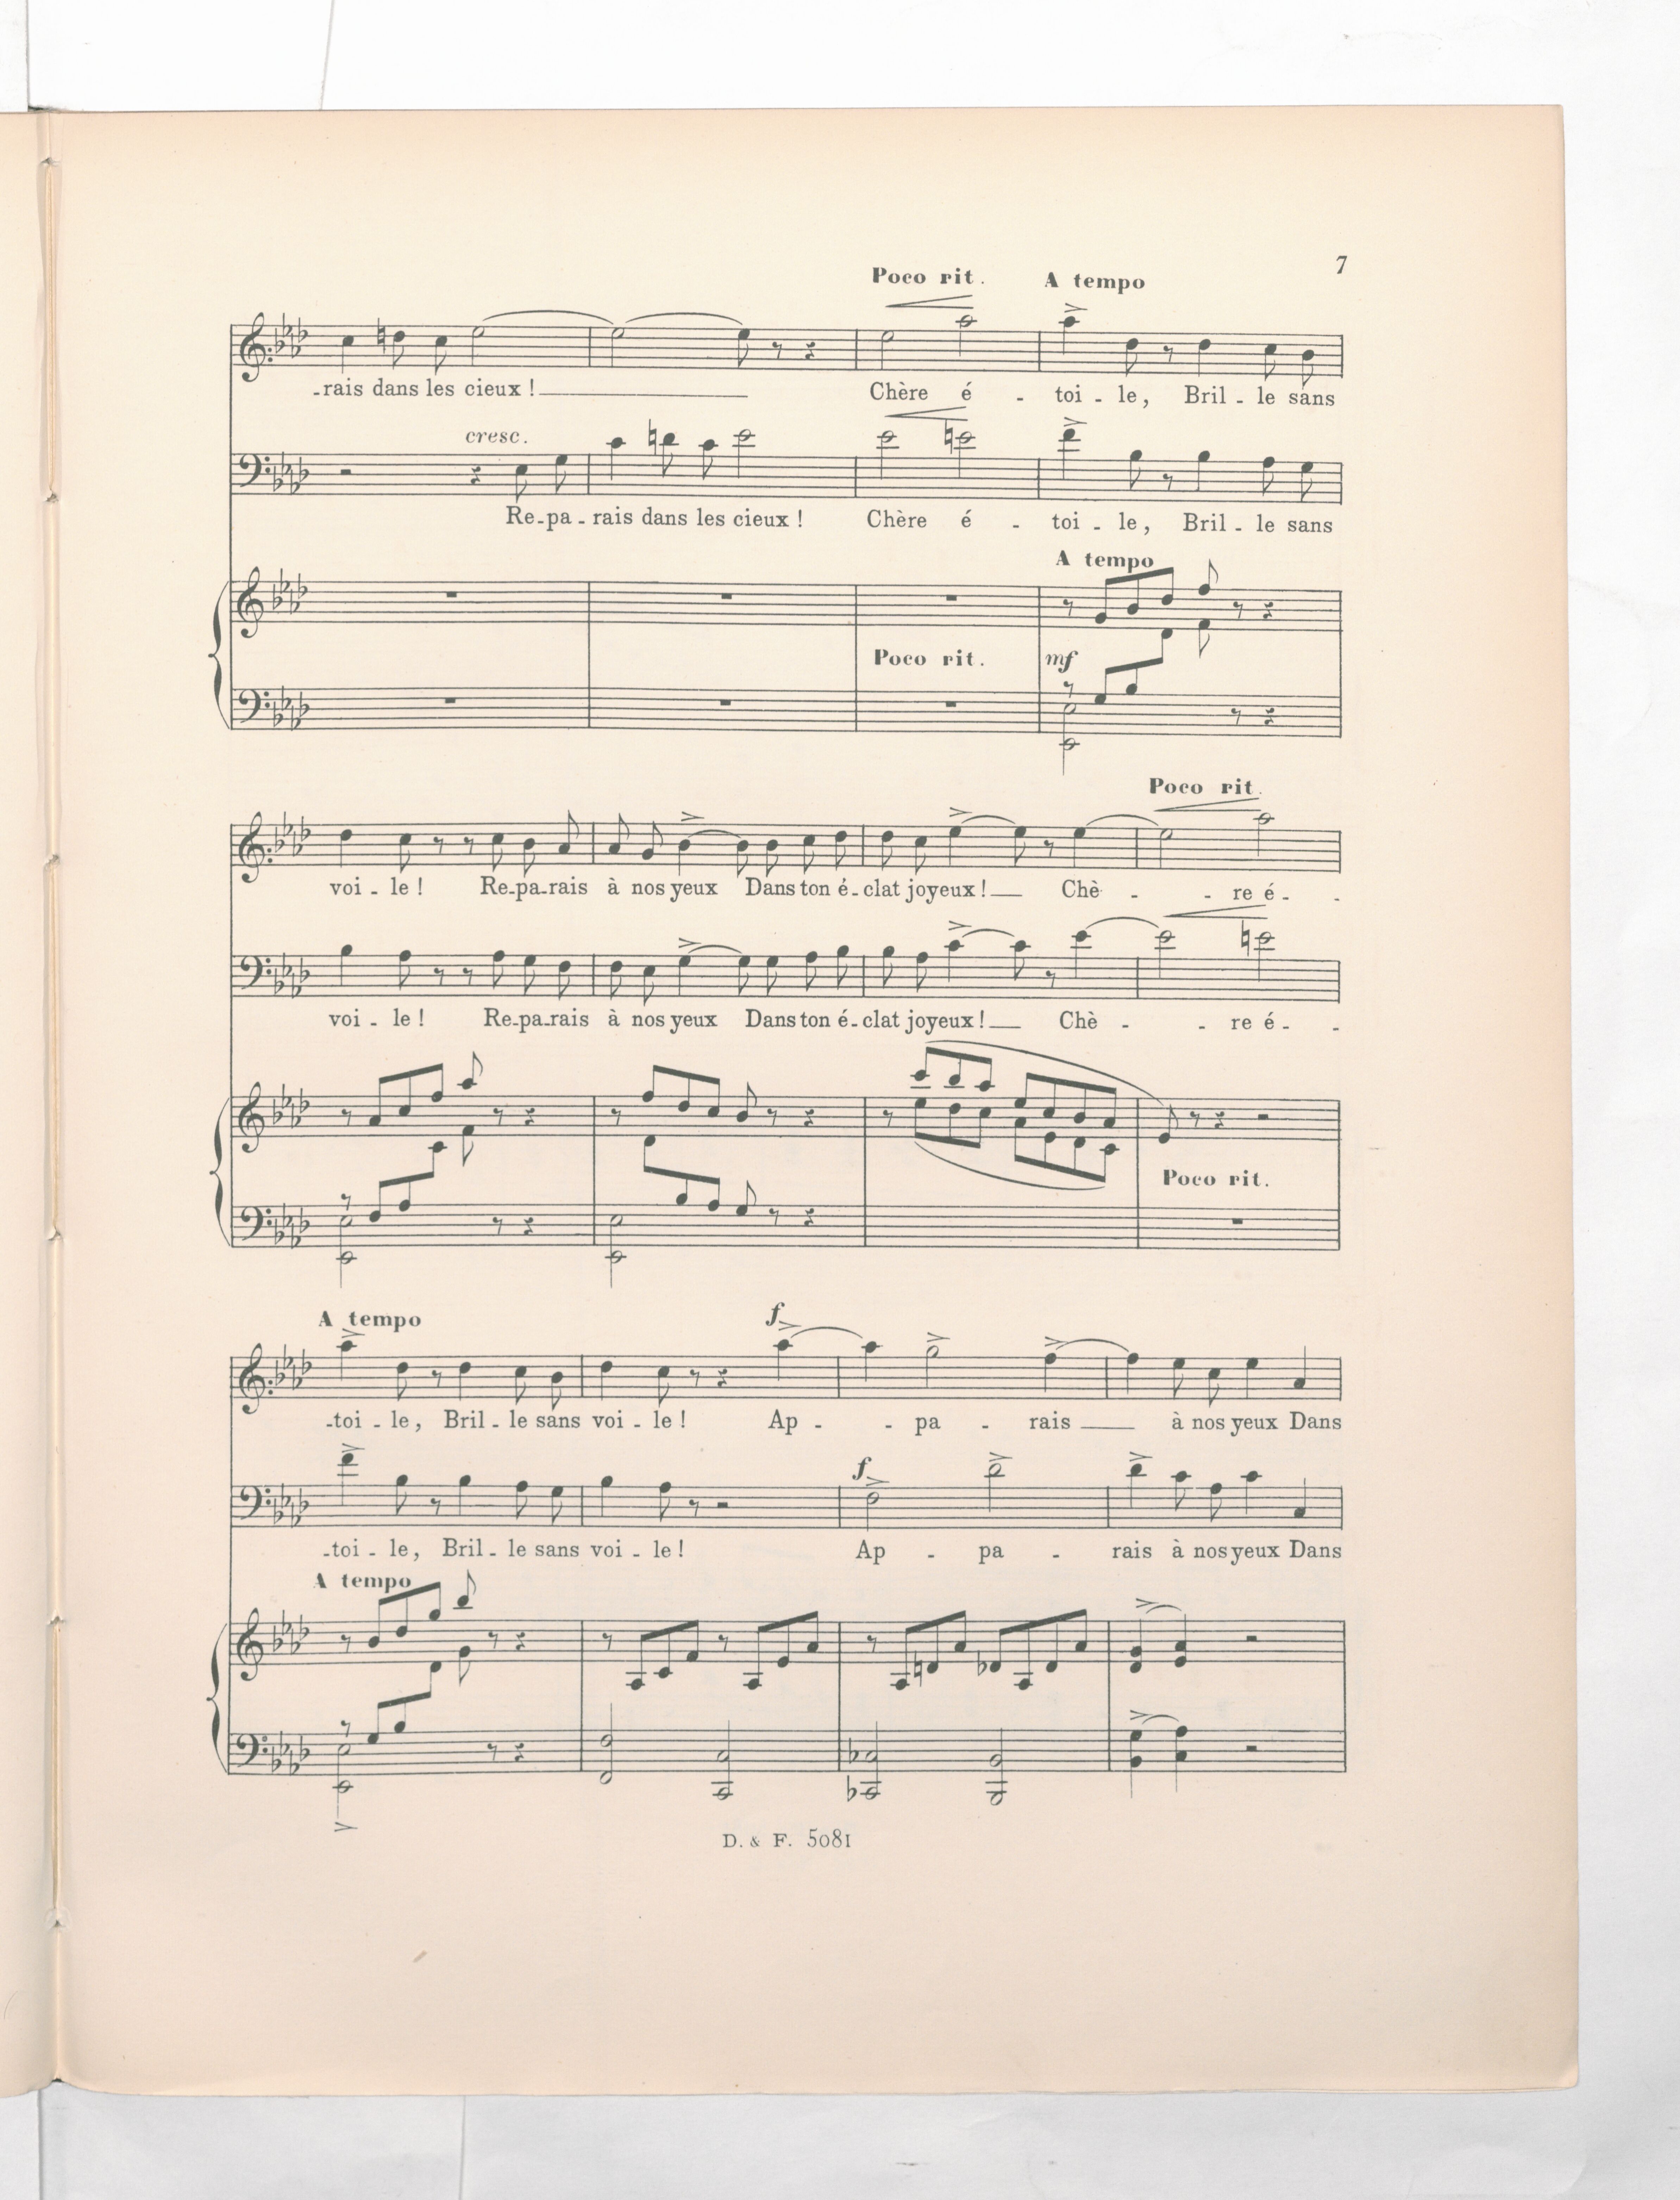 7
Poco rit. A tempo
-rais dans les cieux ! Chère é - toi - le, Bril - le sans
cresc.
Re-pa-rais dans les cieux ! Chère é - toi - le, Bril - le sans
A tempo
Poco rit. mf
Poco rit.
voi - le ! Re-pa-rais à nos yeux Dans ton é-clat joyeux ! Chè - - re é - -
voi - le ! Re-pa-rais à nos yeux Dans ton é-clat joyeux ! Chè - - re é - -
Poco rit.
A tempo f
-toi - le, Bril - le sans voi - le ! Ap - - pa - rais à nos yeux Dans
f
-toi - le, Bril - le sans voi - le ! Ap - pa - rais à nos yeux Dans
A tempo
D. & F. 5081